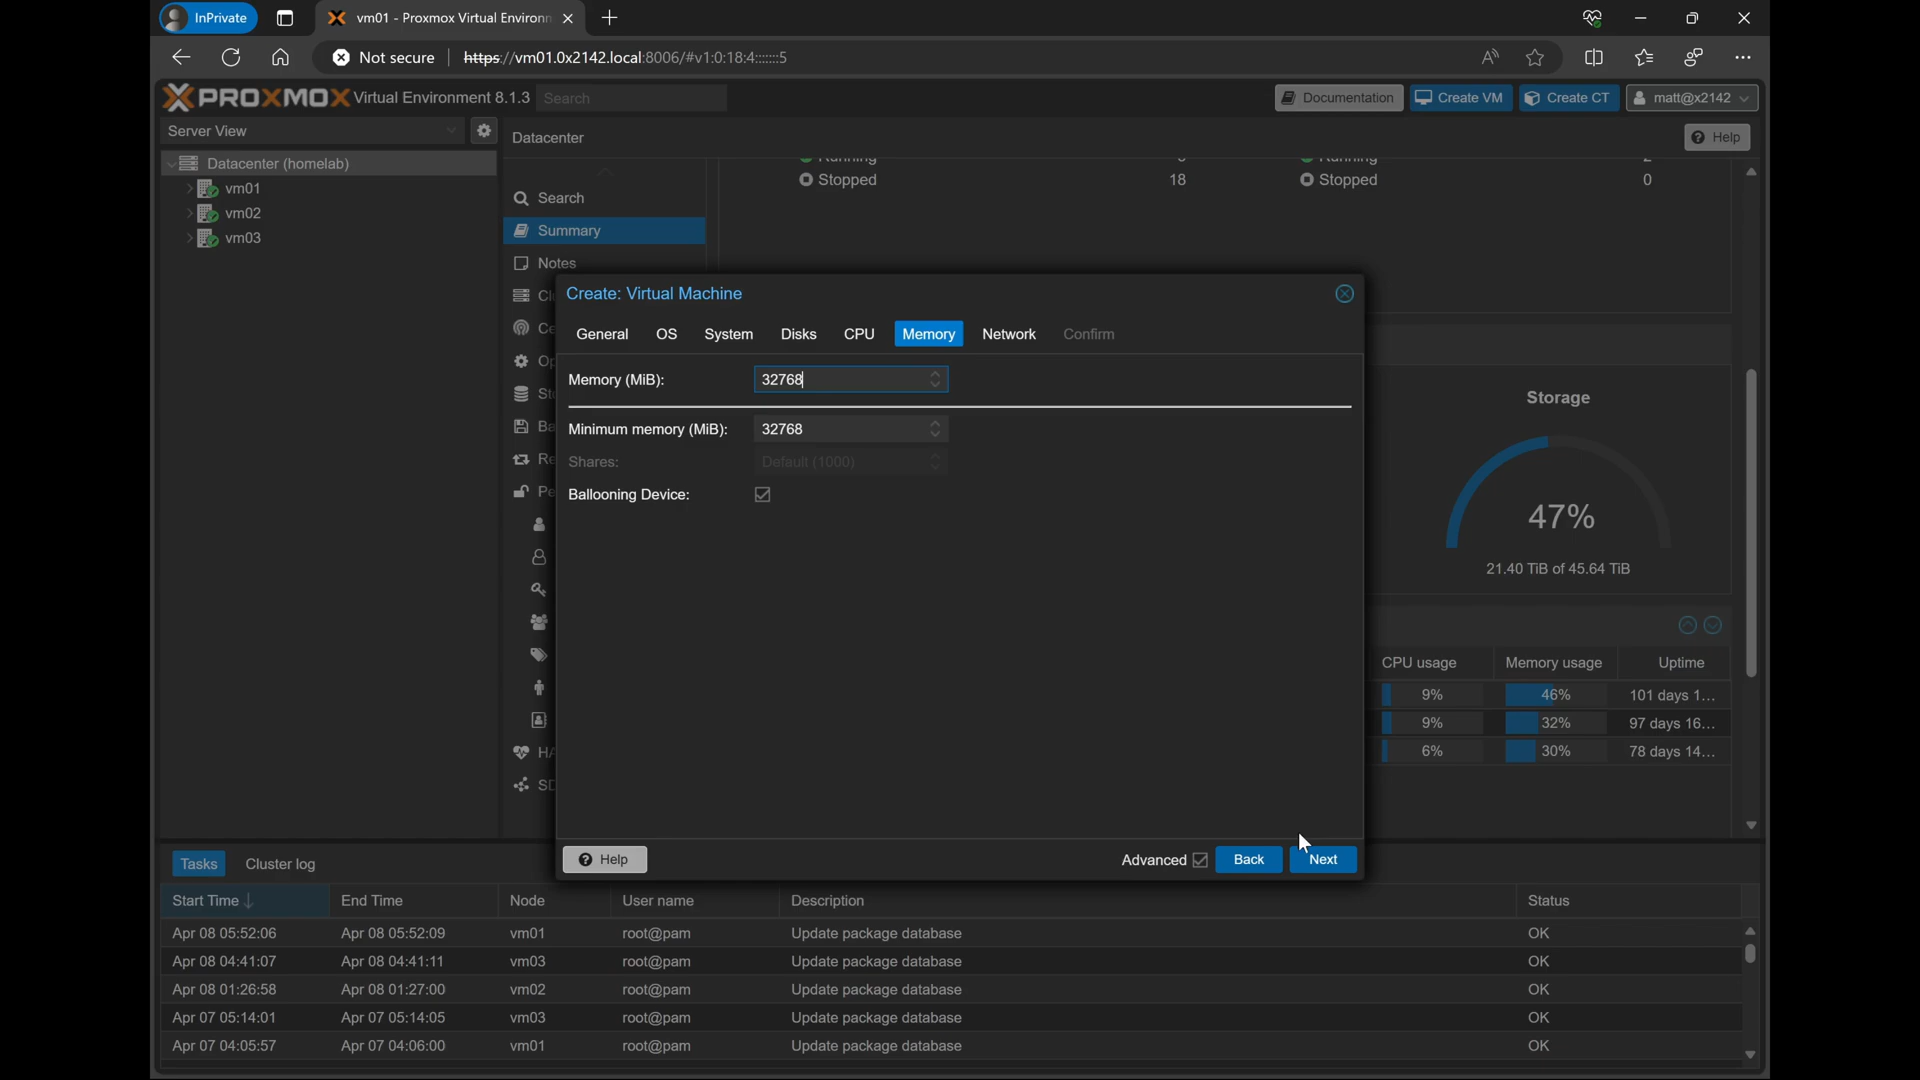 InPrivate
vm01 - Proxmox Virtual Environ
Not secure
https://vm01.0x2142.local:8006/#v1:0:18:4:::::::5
PROXMOX Virtual Environment 8.1.3
Search
Documentation
Create VM
Create CT
matt@x2142
Server View
Datacenter
Help
Datacenter (homelab)
vm01
vm02
vm03
Search
Summary
Notes
Stopped 18
Stopped 0
Create: Virtual Machine
General OS System Disks CPU Memory Network Confirm
Memory (MiB): 32768
Minimum memory (MiB): 32768
Shares: Default (1000)
Ballooning Device:
Help
Advanced
Back
Next
Storage
47%
21.40 TiB of 45.64 TiB
CPU usage Memory usage Uptime
9% 46% 101 days 1...
9% 32% 97 days 16...
6% 30% 78 days 14...
Tasks Cluster log
Start Time End Time Node User name Description Status
Apr 08 05:52:06 Apr 08 05:52:09 vm01 root@pam Update package database OK
Apr 08 04:41:07 Apr 08 04:41:11 vm03 root@pam Update package database OK
Apr 08 01:26:58 Apr 08 01:27:00 vm02 root@pam Update package database OK
Apr 07 05:14:01 Apr 07 05:14:05 vm03 root@pam Update package database OK
Apr 07 04:05:57 Apr 07 04:06:00 vm01 root@pam Update package database OK